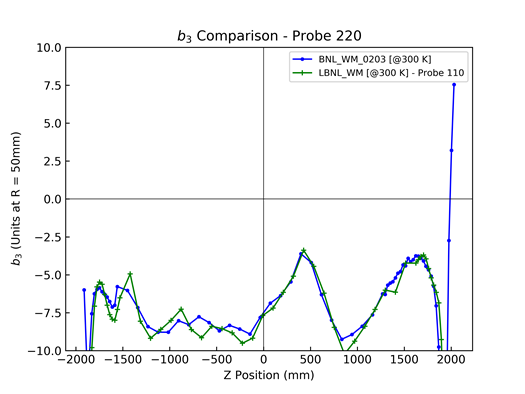 b3 Comparison - Probe 220
BNL_WM_0203 [@300 K]
LBNL_WM [@300 K] - Probe 110
10.0
7.5
5.0
2.5
0.0
−2.5
−5.0
−7.5
−10.0
b3 (Units at R = 50mm)
−2000 −1500 −1000 −500 0 500 1000 1500 2000
Z Position (mm)